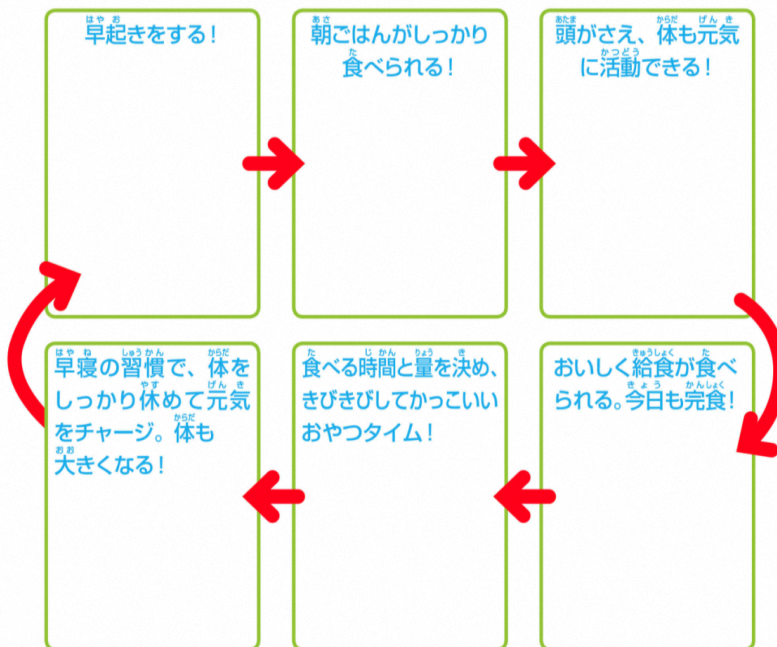 早起きをする!
朝ごはんがしっかり
食べられる!
頭がさえ、体も元気
に活動できる!
おいしく給食が食べ
られる。今日も完食!
食べる時間と量を決め、
きびきびしてかっこいい
おやつタイム!
早寝の習慣で、体を
しっかり休めて元気
をチャージ。体も
大きくなる!